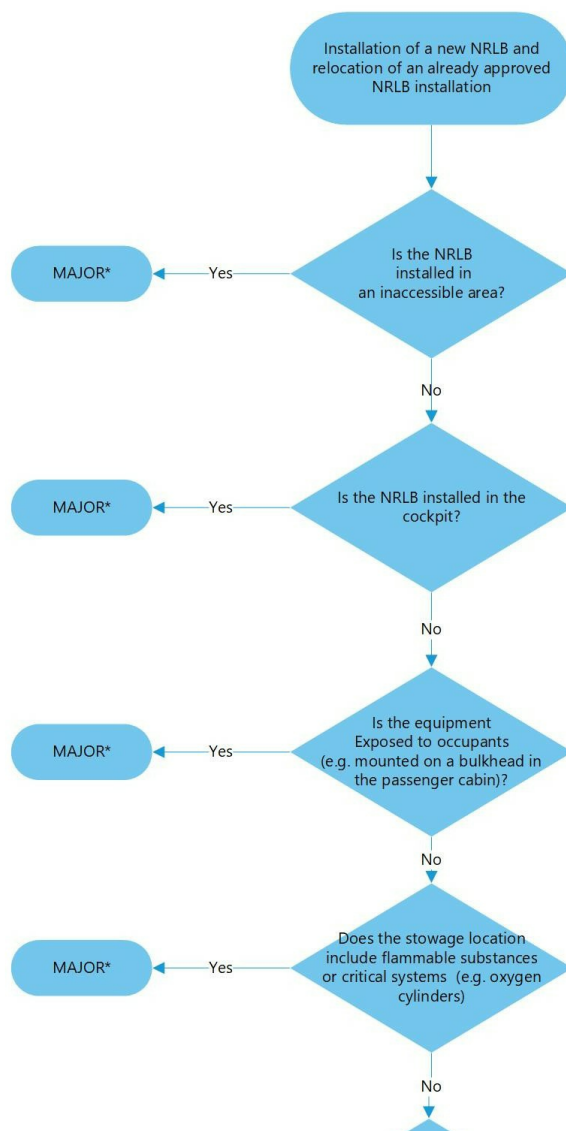 Installation of a new NRLB and
relocation of an already approved
NRLB installation
Is the NRLB
installed in
an inaccessible area?
Yes
MAJOR*
No
Is the NRLB installed in the
cockpit?
Yes
MAJOR*
No
Is the equipment
Exposed to occupants
(e.g. mounted on a bulkhead in
the passenger cabin)?
Yes
MAJOR*
No
Does the stowage location
include flammable substances
or critical systems (e.g. oxygen
cylinders)
Yes
MAJOR*
No